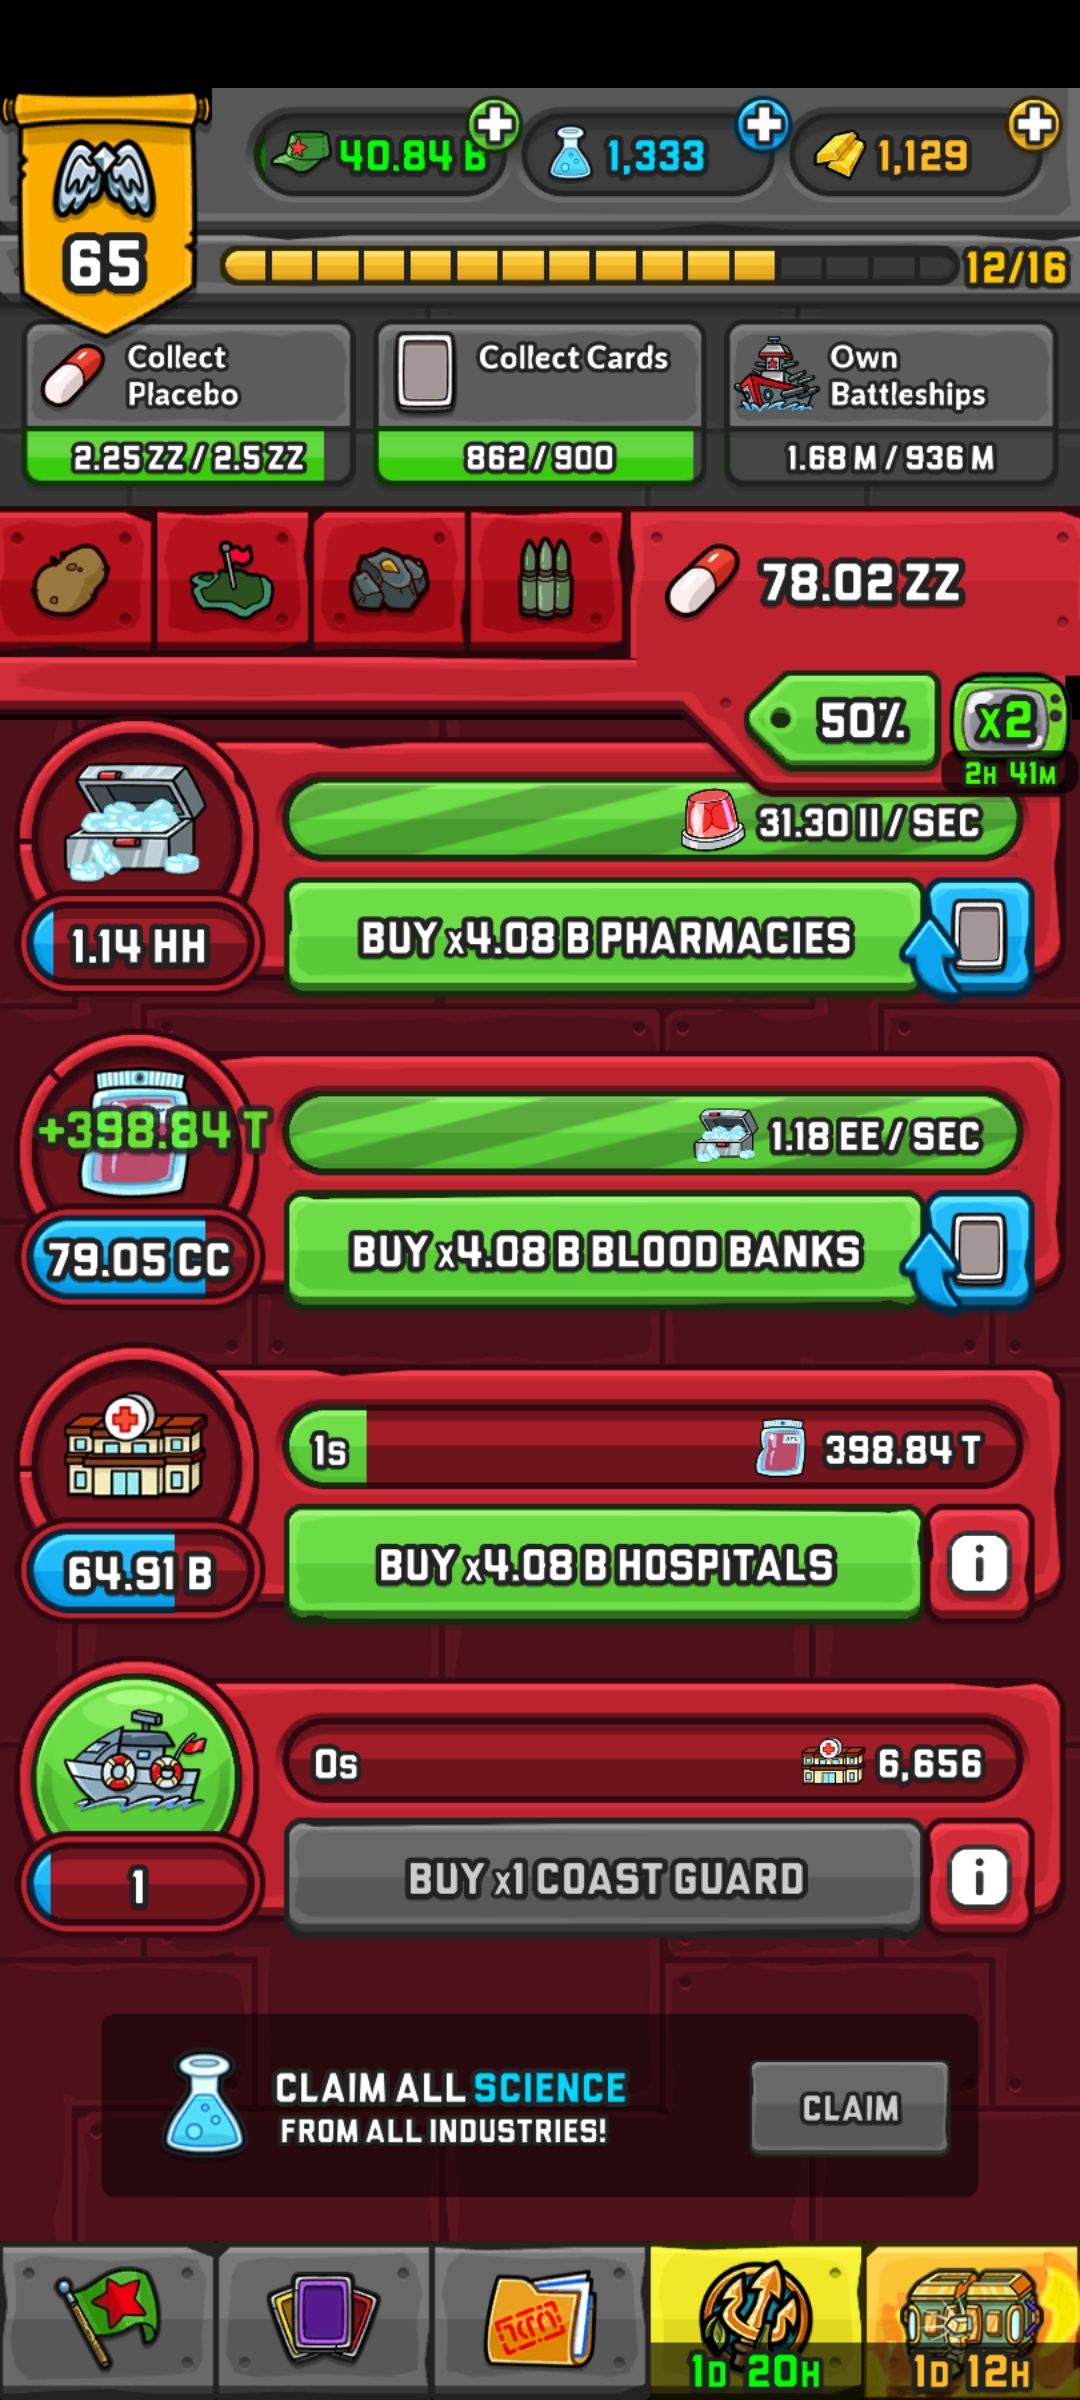 40.84 B
1,333
1,129
65
12/16
Collect
Placebo
2.25 ZZ / 2.5 ZZ
Collect Cards
862 / 900
Own
Battleships
1.68 M / 936 M
78.02 ZZ
50%
x2
2H 41M
31.30 II / SEC
1.14 HH
BUY x4.08 B PHARMACIES
+398.84 T
1.18 EE / SEC
79.05 CC
BUY x4.08 B BLOOD BANKS
1s
398.84 T
64.91 B
BUY x4.08 B HOSPITALS
i
0s
6,656
1
BUY x1 COAST GUARD
i
CLAIM ALL SCIENCE
FROM ALL INDUSTRIES!
CLAIM
1D 20H
1D 12H